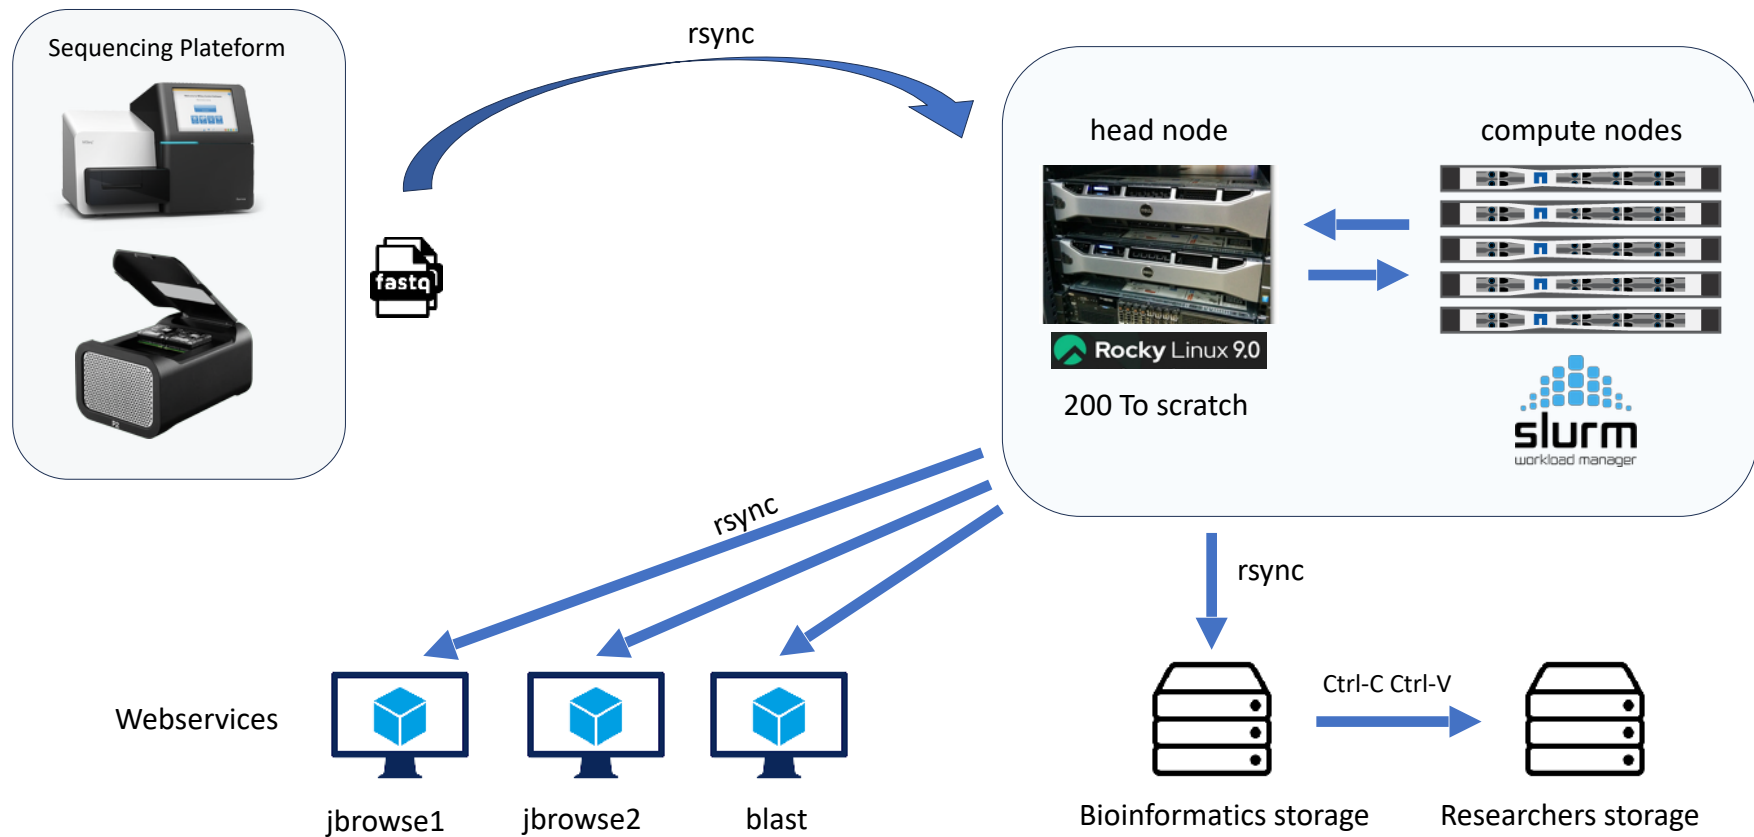 Sequencing Plateform
rsync
head node
compute nodes
fastq
Rocky Linux 9.0
200 To scratch
slurm
workload manager
rsync
rsync
Ctrl-C Ctrl-V
Webservices
jbrowse1
jbrowse2
blast
Bioinformatics storage
Researchers storage